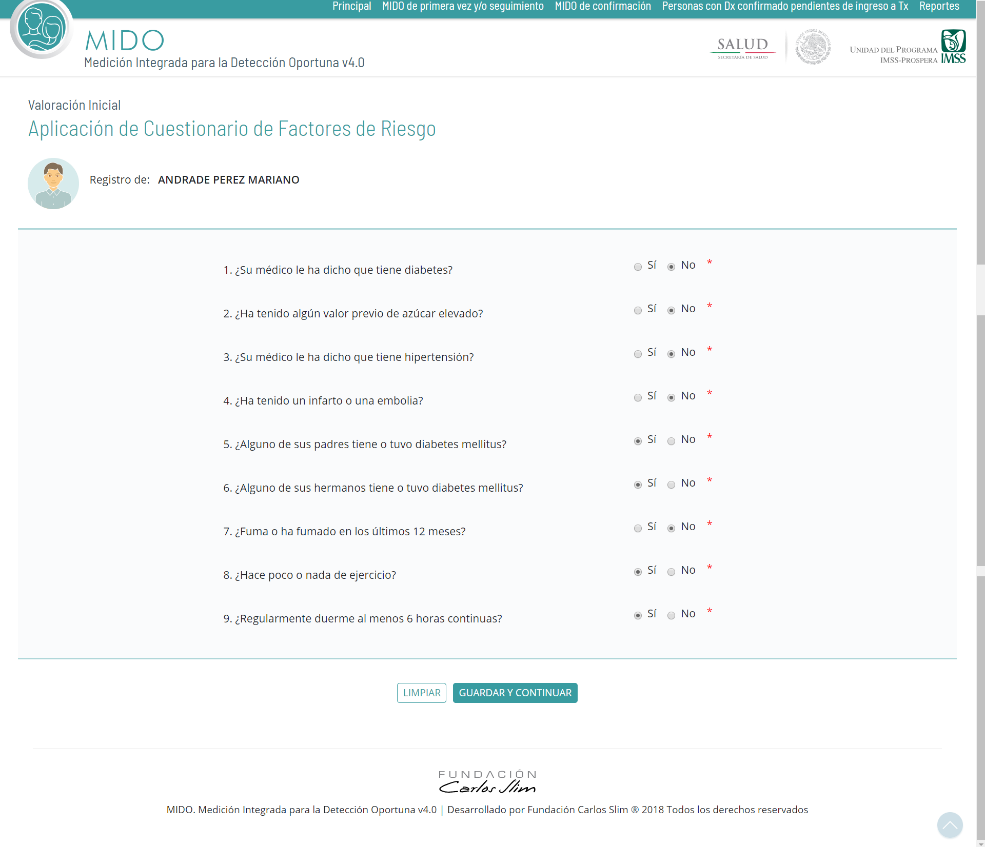 Principal MIDO de primera vez y/o seguimiento MIDO de confirmación Personas con Dx confirmado pendientes de ingreso a Tx Reportes
MIDO
Medición Integrada para la Detección Oportuna v4.0
SALUD
SECRETARÍA DE SALUD
UNIDAD DEL PROGRAMA
IMSS-PROSPERA
IMSS
Valoración Inicial
Aplicación de Cuestionario de Factores de Riesgo
Registro de: ANDRADE PEREZ MARIANO
1. ¿Su médico le ha dicho que tiene diabetes? Sí No *
2. ¿Ha tenido algún valor previo de azúcar elevado? Sí No *
3. ¿Su médico le ha dicho que tiene hipertensión? Sí No *
4. ¿Ha tenido un infarto o una embolia? Sí No *
5. ¿Alguno de sus padres tiene o tuvo diabetes mellitus? Sí No *
6. ¿Alguno de sus hermanos tiene o tuvo diabetes mellitus? Sí No *
7. ¿Fuma o ha fumado en los últimos 12 meses? Sí No *
8. ¿Hace poco o nada de ejercicio? Sí No *
9. ¿Regularmente duerme al menos 6 horas continuas? Sí No *
LIMPIAR GUARDAR Y CONTINUAR
FUNDACIÓN
Carlos Slim
MIDO. Medición Integrada para la Detección Oportuna v4.0 | Desarrollado por Fundación Carlos Slim ® 2018 Todos los derechos reservados